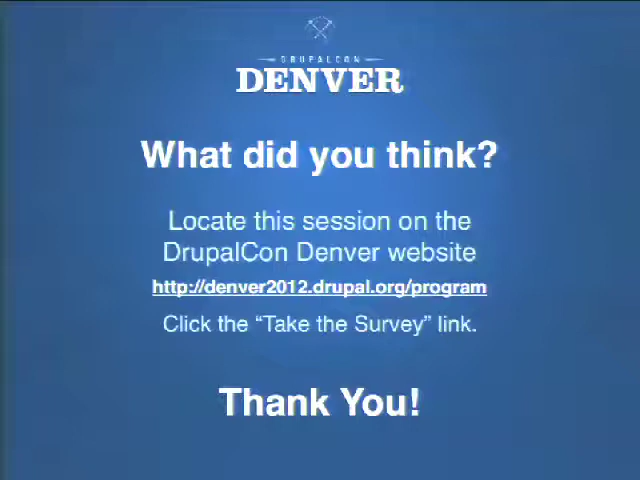 DRUPALCON
DENVER
What did you think?
Locate this session on the
DrupalCon Denver website
http://denver2012.drupal.org/program
Click the “Take the Survey” link.
Thank You!